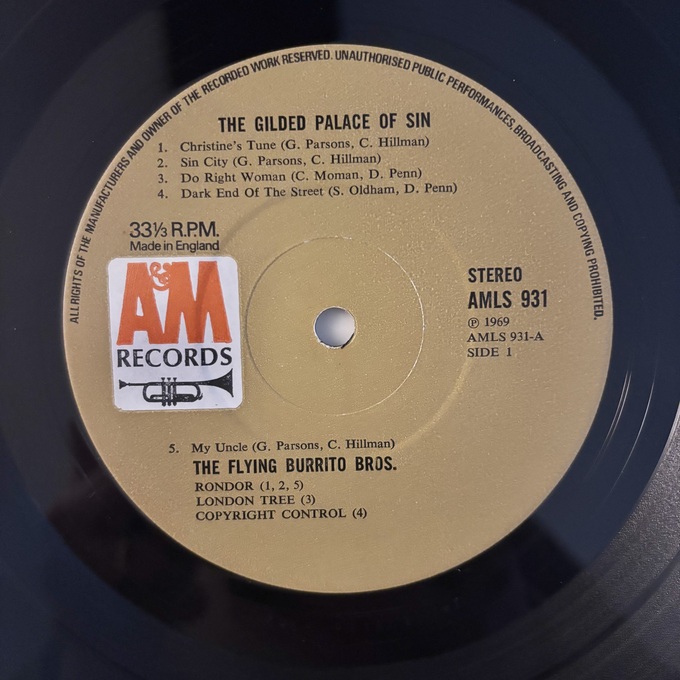 ALL RIGHTS OF THE MANUFACTURERS AND OWNER OF THE RECORDED WORK RESERVED. UNAUTHORISED PUBLIC PERFORMANCES, BROADCASTING AND COPYING PROHIBITED.
THE GILDED PALACE OF SIN
1. Christine's Tune (G. Parsons, C. Hillman)
2. Sin City (G. Parsons, C. Hillman)
3. Do Right Woman (C. Moman, D. Penn)
4. Dark End Of The Street (S. Oldham, D. Penn)
33⅓ R.P.M.
Made in England
A&M
RECORDS
STEREO
AMLS 931
℗ 1969
AMLS 931-A
SIDE 1
5. My Uncle (G. Parsons, C. Hillman)
THE FLYING BURRITO BROS.
RONDOR (1, 2, 5)
LONDON TREE (3)
COPYRIGHT CONTROL (4)